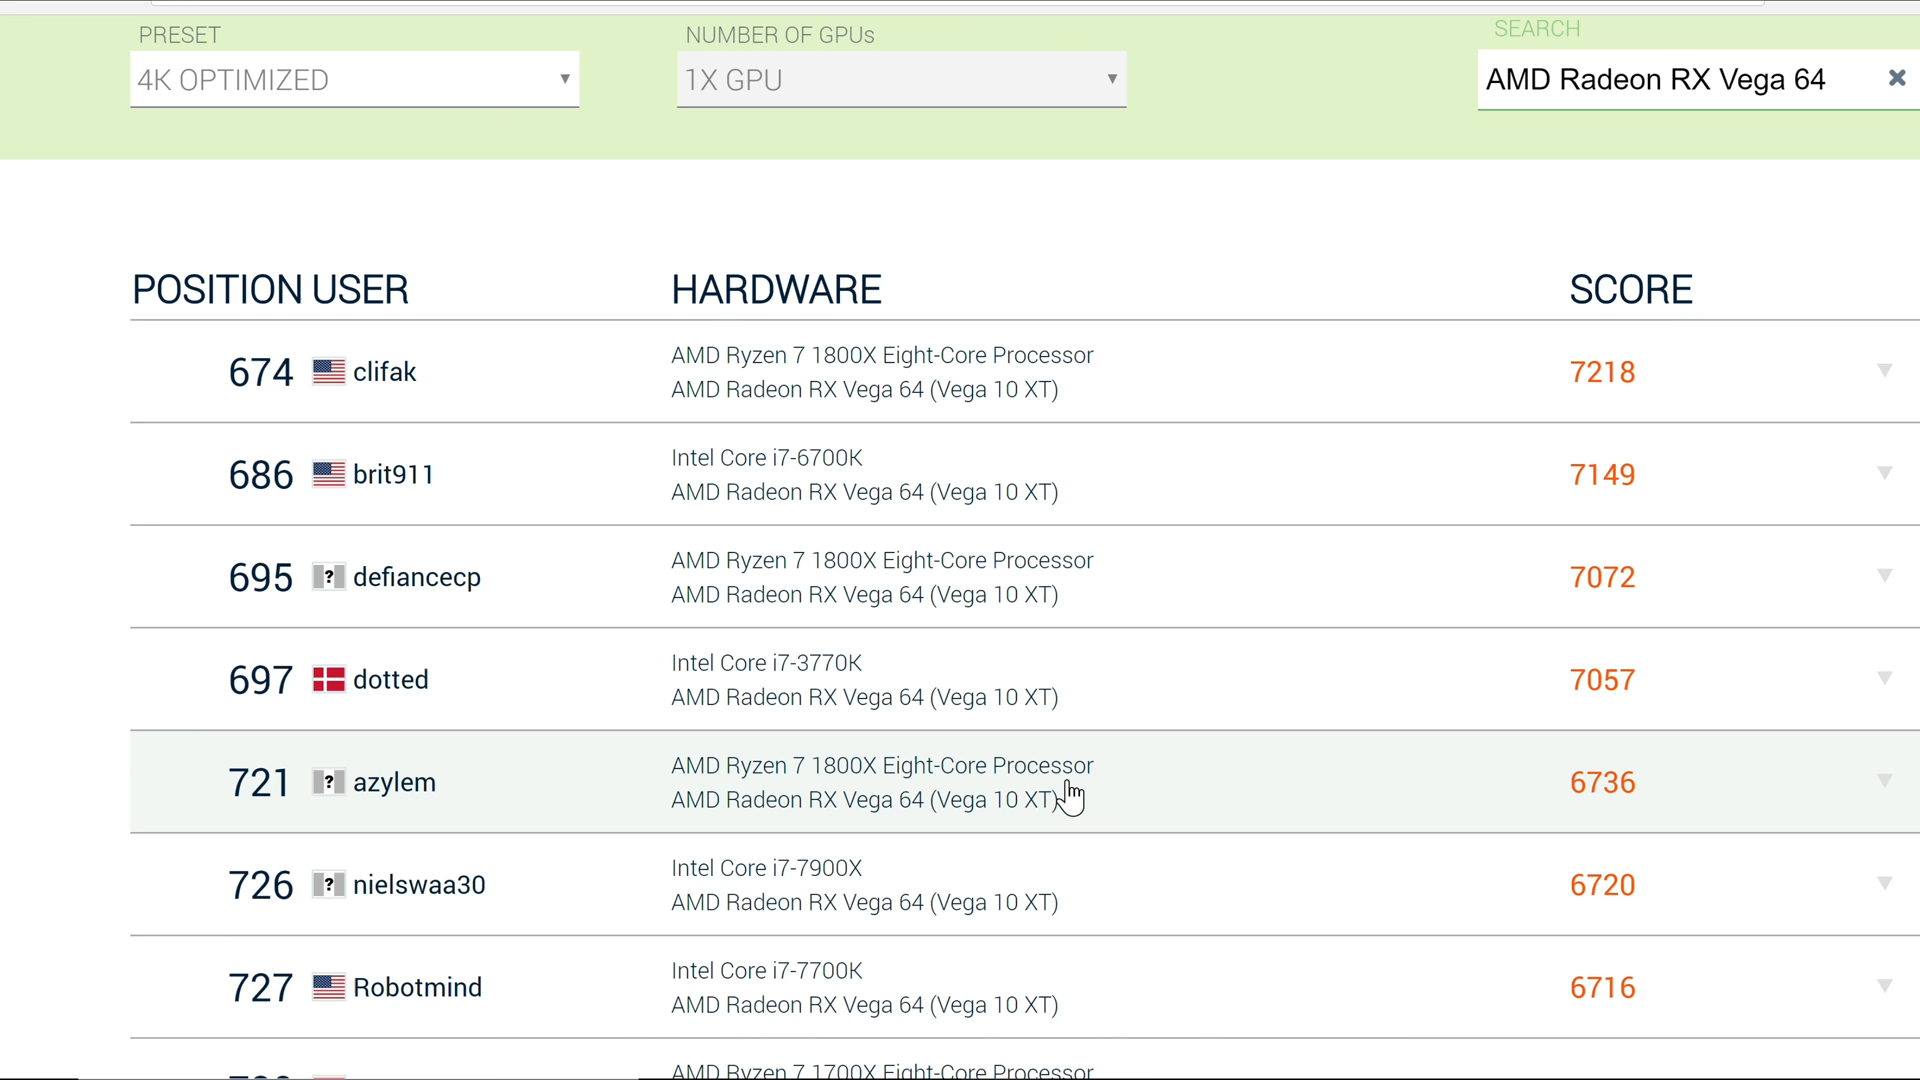 PRESET
NUMBER OF GPUs
SEARCH
4K OPTIMIZED
1X GPU
AMD Radeon RX Vega 64
POSITION USER HARDWARE SCORE
674 clifak AMD Ryzen 7 1800X Eight-Core Processor 7218
AMD Radeon RX Vega 64 (Vega 10 XT)
686 brit911 Intel Core i7-6700K 7149
AMD Radeon RX Vega 64 (Vega 10 XT)
695 defiancecp AMD Ryzen 7 1800X Eight-Core Processor 7072
AMD Radeon RX Vega 64 (Vega 10 XT)
697 dotted Intel Core i7-3770K 7057
AMD Radeon RX Vega 64 (Vega 10 XT)
721 azylem AMD Ryzen 7 1800X Eight-Core Processor 6736
AMD Radeon RX Vega 64 (Vega 10 XT)
726 nielswaa30 Intel Core i7-7900X 6720
AMD Radeon RX Vega 64 (Vega 10 XT)
727 Robotmind Intel Core i7-7700K 6716
AMD Radeon RX Vega 64 (Vega 10 XT)
AMD Ryzen 7 1700X Eight-Core Processor